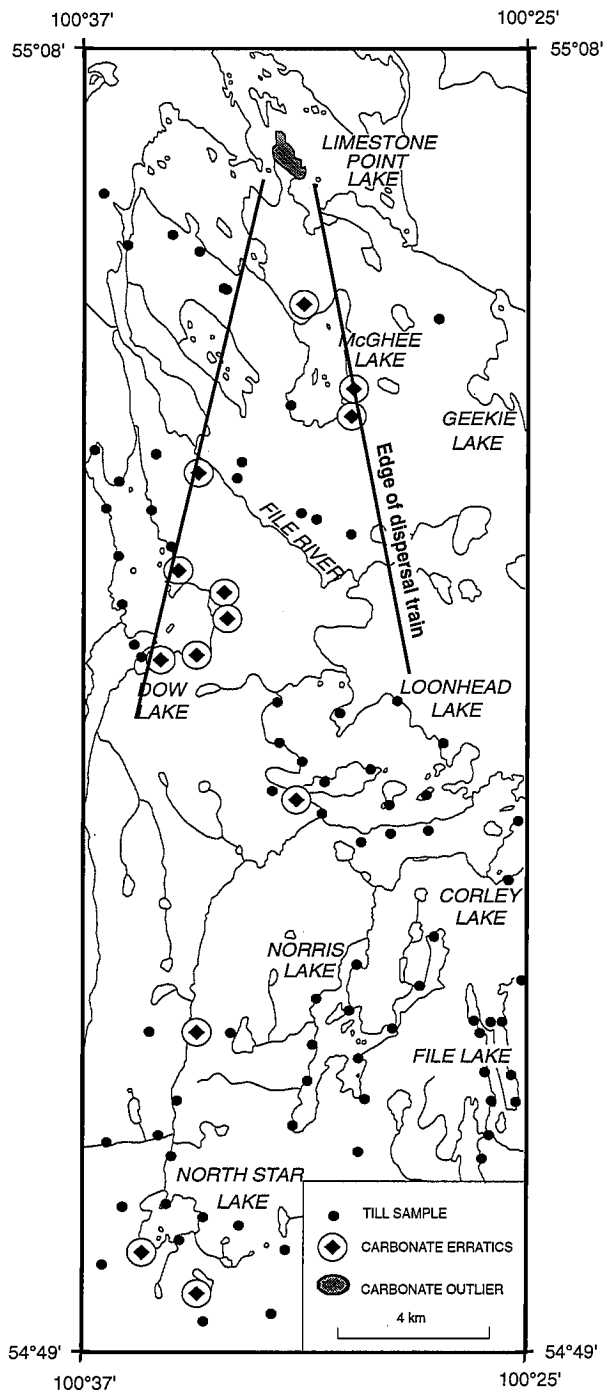 100°37'
100°25'
55°08'
55°08'
LIMESTONE
POINT
LAKE
McGHEE
LAKE
GEEKIE
LAKE
Edge of dispersal train
FILE RIVER
DOW
LAKE
LOONHEAD
LAKE
CORLEY
LAKE
NORRIS
LAKE
FILE LAKE
NORTH STAR
LAKE
TILL SAMPLE
CARBONATE ERRATICS
CARBONATE OUTLIER
4 km
54°49'
54°49'
100°37'
100°25'